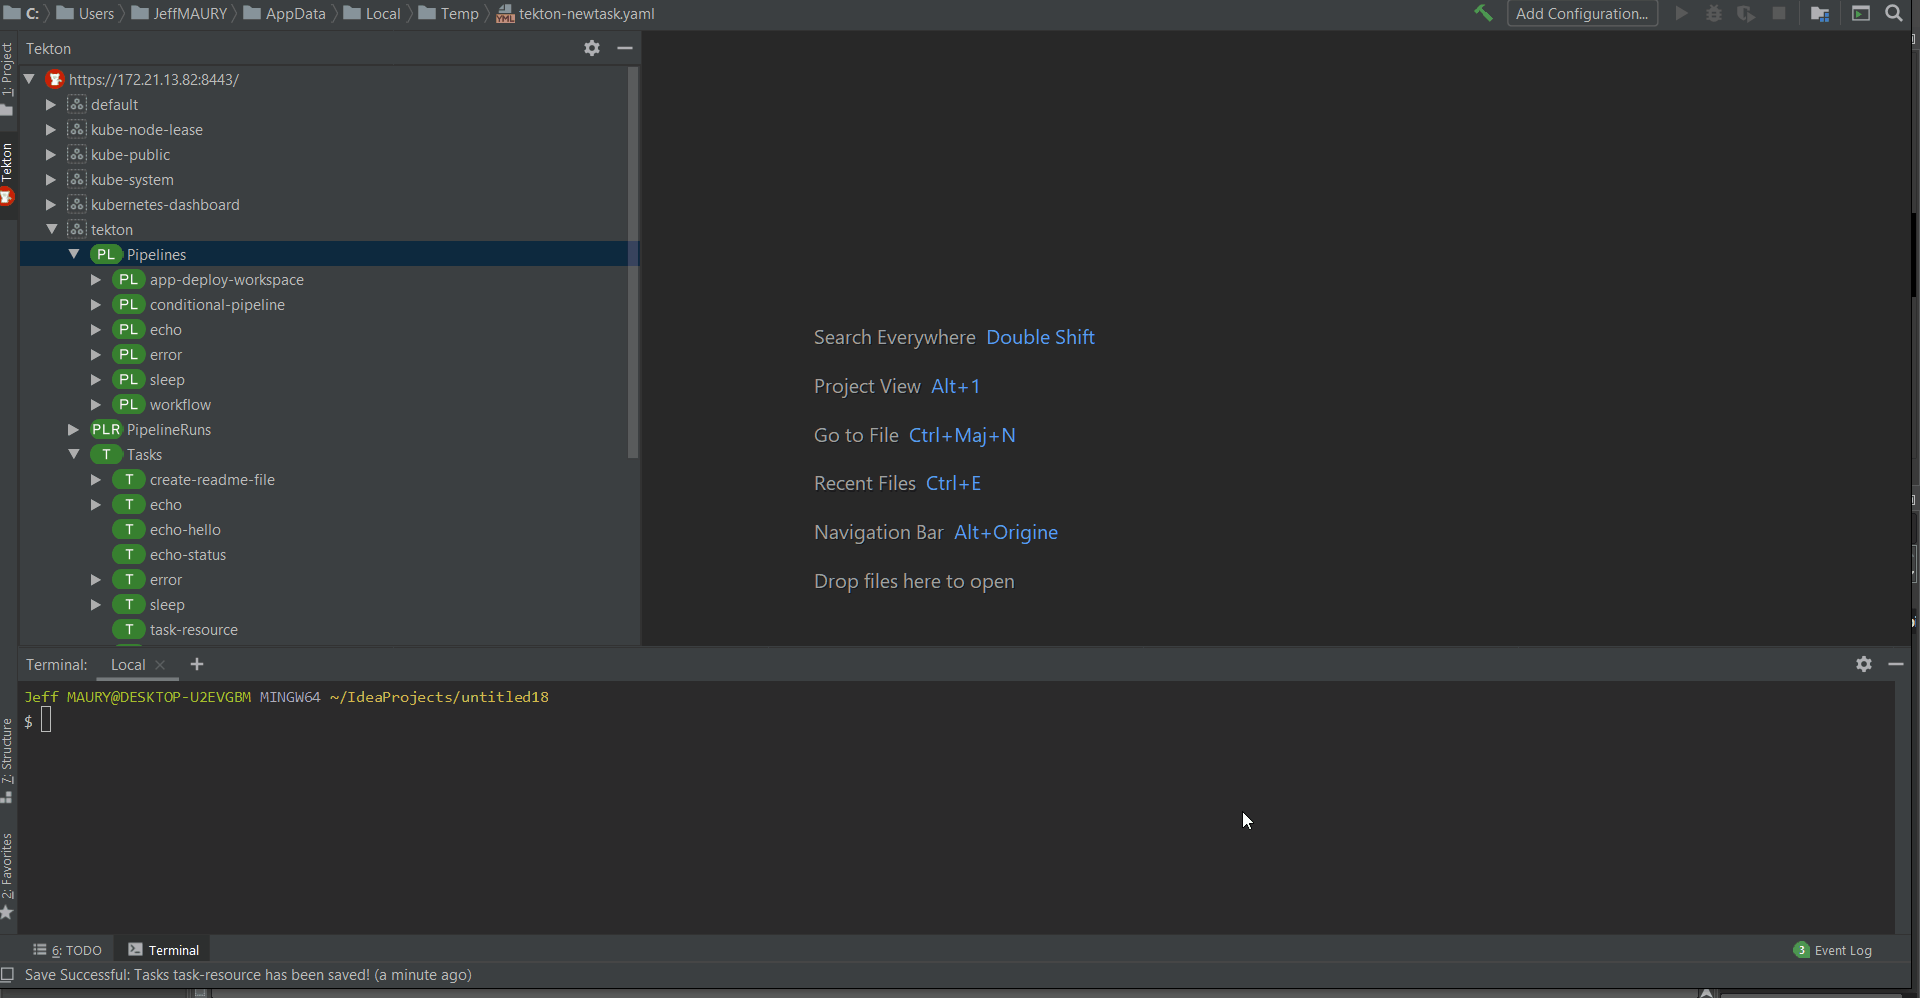 C: Users JeffMAURY AppData Local Temp tekton-newtask.yaml Add Configuration...
Tekton
1: Project
Tekton
https://172.21.13.82:8443/
default
kube-node-lease
kube-public
kube-system
kubernetes-dashboard
tekton
PL Pipelines
PL app-deploy-workspace
PL conditional-pipeline
PL echo
PL error
PL sleep
PL workflow
PLR PipelineRuns
T Tasks
T create-readme-file
T echo
T echo-hello
T echo-status
T error
T sleep
T task-resource
Search Everywhere Double Shift
Project View Alt+1
Go to File Ctrl+Maj+N
Recent Files Ctrl+E
Navigation Bar Alt+Origine
Drop files here to open
Terminal: Local
Jeff MAURY@DESKTOP-U2EVGBM MINGW64 ~/IdeaProjects/untitled18
$
7: Structure
2: Favorites
6: TODO Terminal 3 Event Log
Save Successful: Tasks task-resource has been saved! (a minute ago)